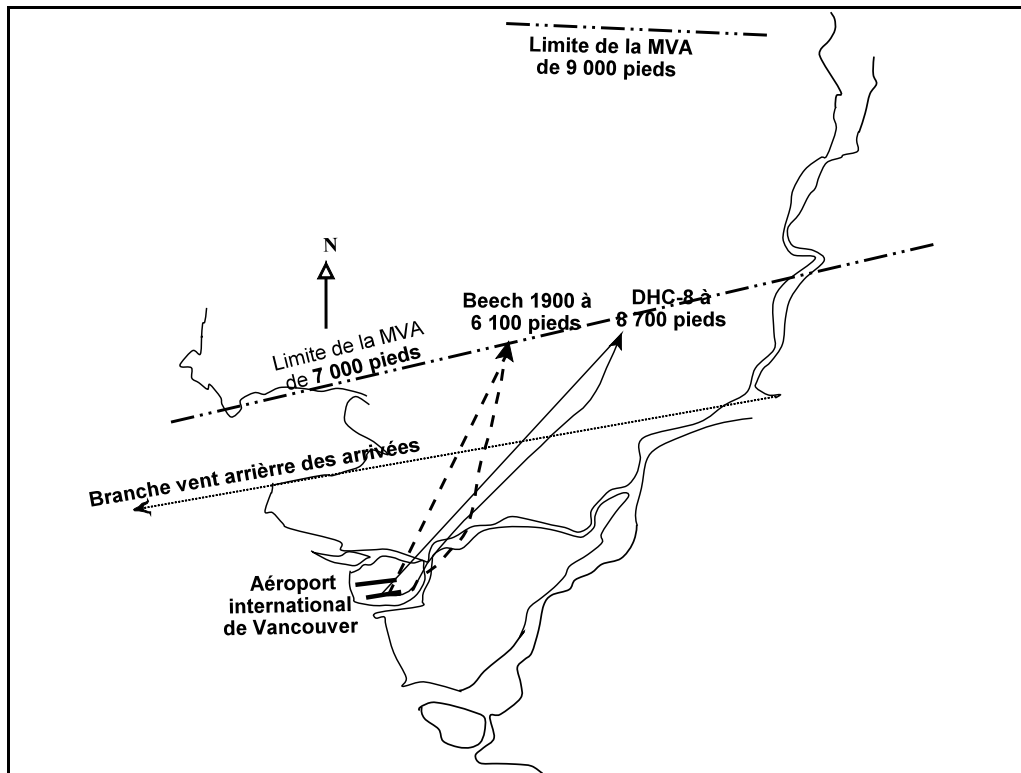 Limite de la MVA
de 9 000 pieds
N
Beech 1900 à
6 100 pieds
DHC-8 à
8 700 pieds
Limite de la MVA
de 7 000 pieds
Branche vent arrièrre des arrivées
Aéroport
international
de Vancouver